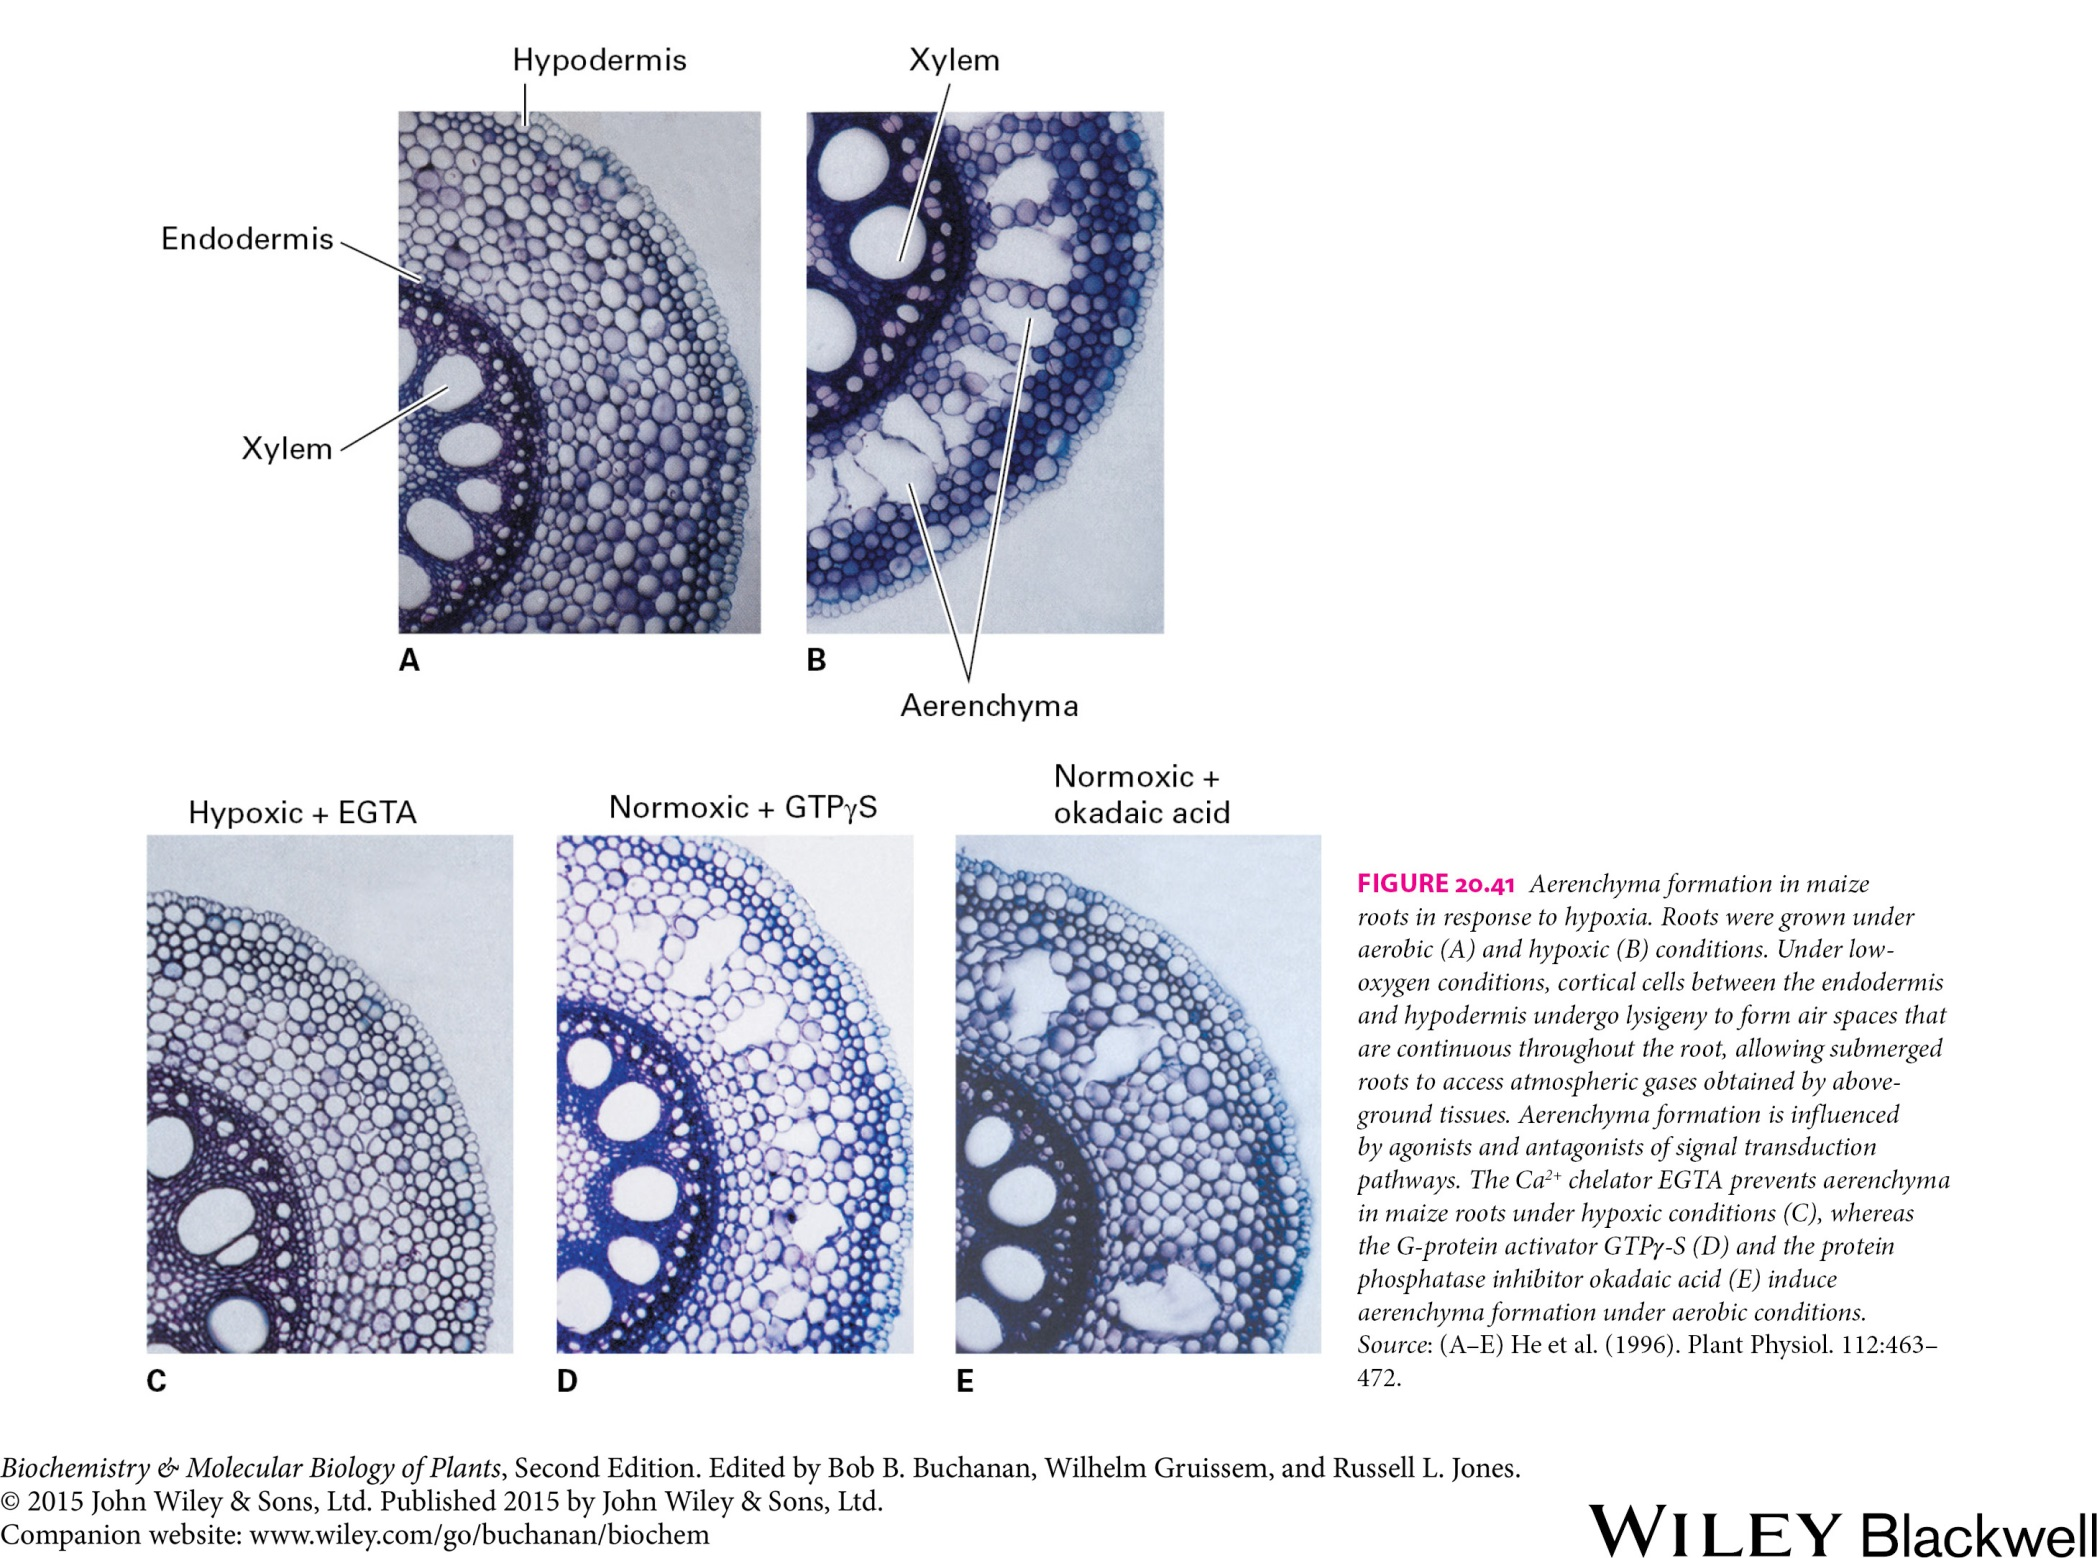 Hypodermis
Xylem
Endodermis
Xylem
A
B
Aerenchyma
Hypoxic + EGTA
Normoxic + GTPγS
Normoxic +
okadaic acid
C
D
E
FIGURE 20.41 Aerenchyma formation in maize
roots in response to hypoxia. Roots were grown under
aerobic (A) and hypoxic (B) conditions. Under low-
oxygen conditions, cortical cells between the endodermis
and hypodermis undergo lysigeny to form air spaces that
are continuous throughout the root, allowing submerged
roots to access atmospheric gases obtained by above-
ground tissues. Aerenchyma formation is influenced
by agonists and antagonists of signal transduction
pathways. The Ca²⁺ chelator EGTA prevents aerenchyma
in maize roots under hypoxic conditions (C), whereas
the G-protein activator GTPγ-S (D) and the protein
phosphatase inhibitor okadaic acid (E) induce
aerenchyma formation under aerobic conditions.
Source: (A–E) He et al. (1996). Plant Physiol. 112:463–
472.
Biochemistry & Molecular Biology of Plants, Second Edition. Edited by Bob B. Buchanan, Wilhelm Gruissem, and Russell L. Jones.
© 2015 John Wiley & Sons, Ltd. Published 2015 by John Wiley & Sons, Ltd.
Companion website: www.wiley.com/go/buchanan/biochem
WILEY Blackwell